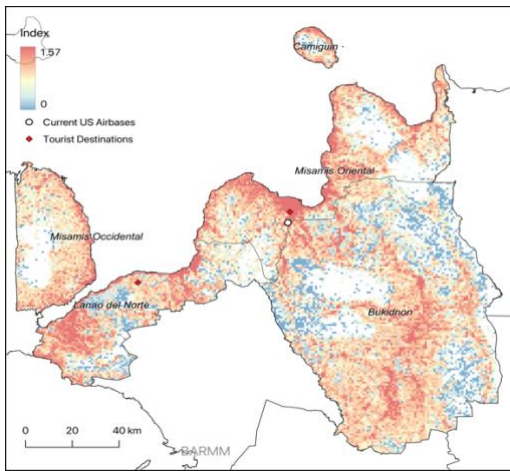 Index
1.57
0
Current US Airbases
Tourist Destinations
Camiguin
Misamis Oriental
Misamis Occidental
Lanao del Norte
Bukidnon
0 20 40 km
BARMM